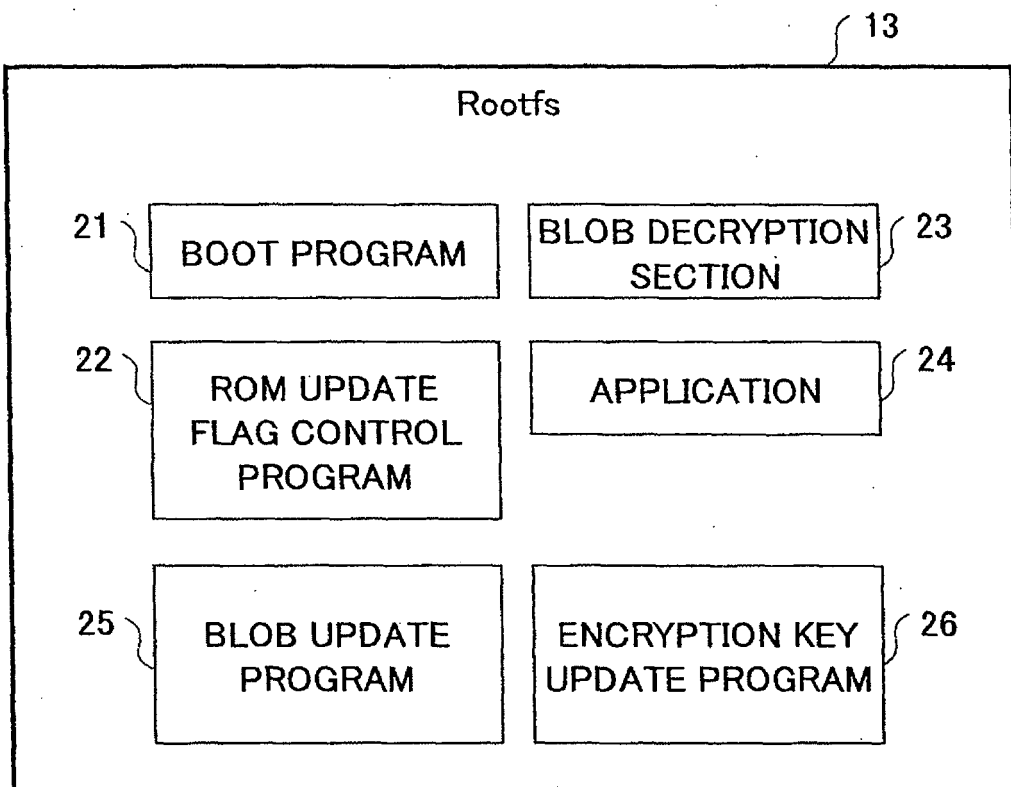 13
Rootfs
21
BOOT PROGRAM
BLOB DECRYPTION
SECTION
23
22
ROM UPDATE
FLAG CONTROL
PROGRAM
APPLICATION
24
25
BLOB UPDATE
PROGRAM
ENCRYPTION KEY
UPDATE PROGRAM
26